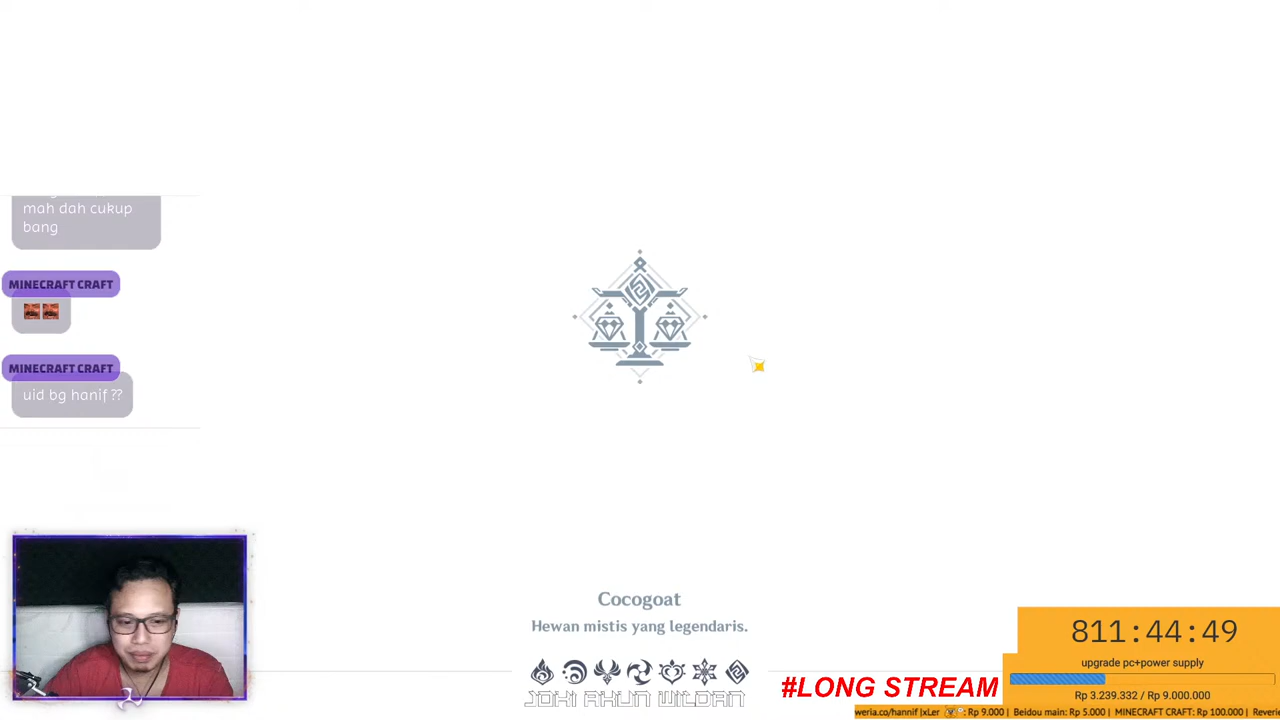 mah dah cukup
bang
MINECRAFT CRAFT
MINECRAFT CRAFT
uid bg hanif??
Cocogoat
Hewan mistis yang legendaris.
JOKI AKUN WILDAN
#LONG STREAM
811:44:49
upgrade pc+power supply
Rp 3.239.332 / Rp 9.000.000
weria.co/hannif |xLer Rp 9.000 | Beidou main: Rp 5.000 | MINECRAFT CRAFT: Rp 100.000 | Reverie